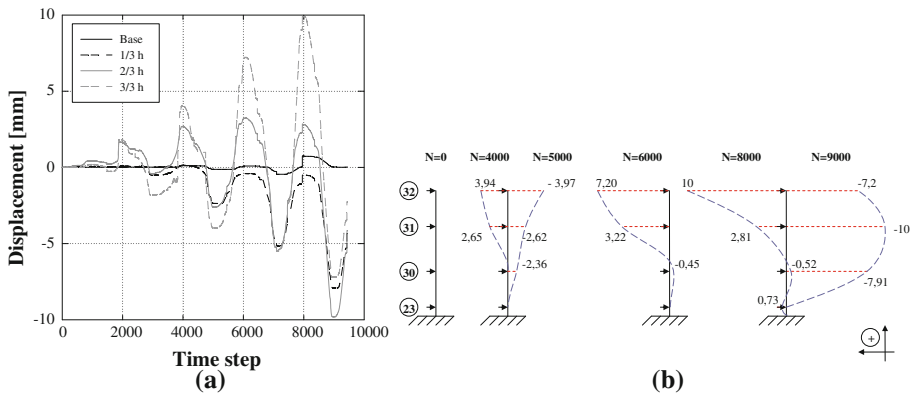 10
5
0
-5
-10
Displacement [mm]
Base
1/3 h
2/3 h
3/3 h
0
2000
4000
6000
8000
10000
Time step
(a)
N=0
N=4000
N=5000
N=6000
N=8000
N=9000
32
3,94
- 3,97
7,20
10
-7,2
31
2,65
-2,62
3,22
2,81
-10
30
-2,36
-0,45
-0,52
-7,91
23
0,73
+
(b)